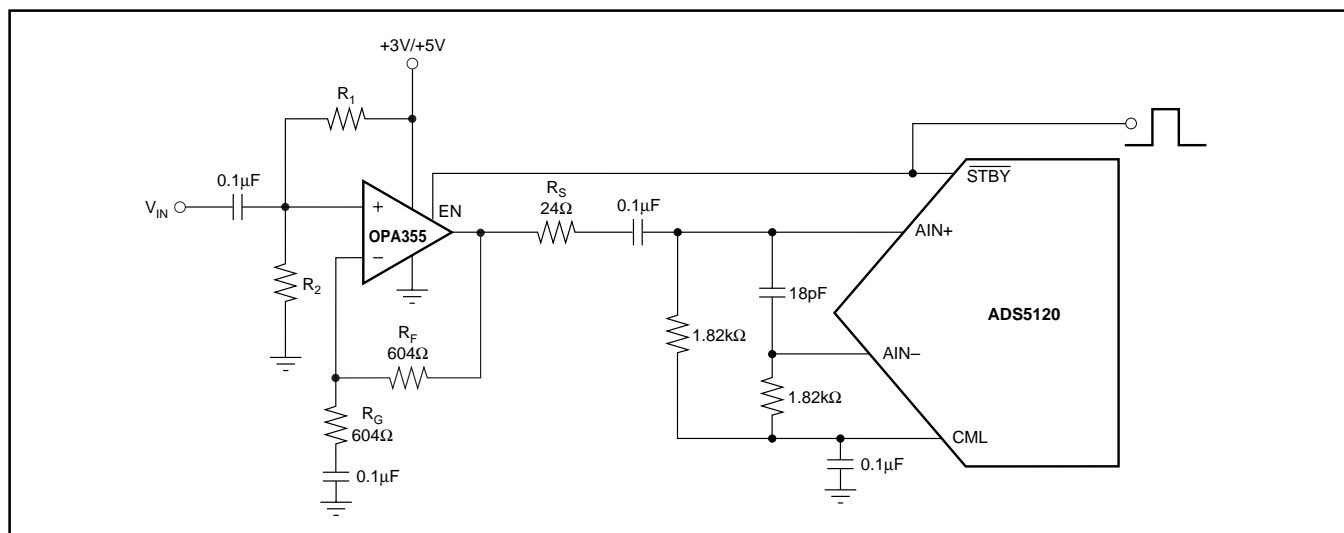 +3V/+5V
R1
0.1µF
VIN
+
EN
OPA355
–
R2
RS
24Ω
0.1µF
STBY
AIN+
18pF
ADS5120
1.82kΩ
AIN–
RF
604Ω
1.82kΩ
RG
604Ω
CML
0.1µF
0.1µF